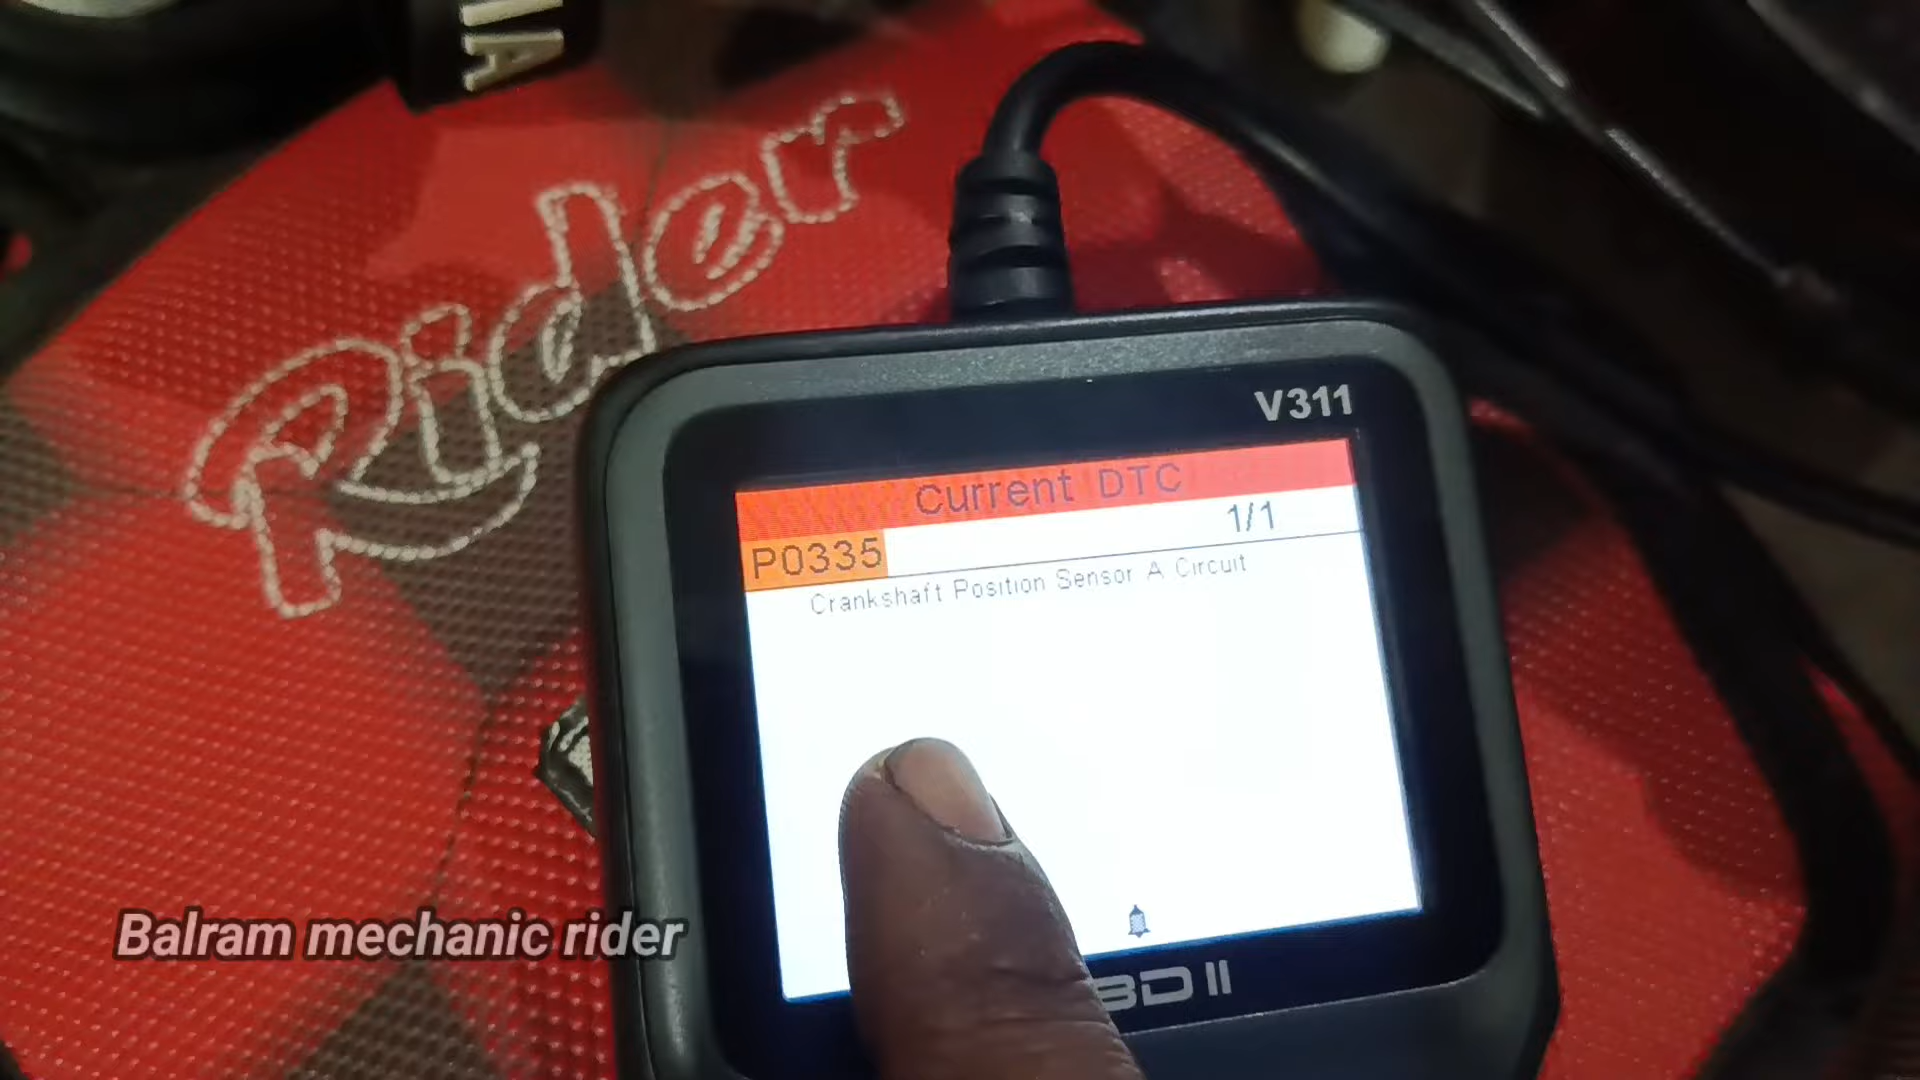 Rider
V311
Current DTC
P0335 1/1
Crankshaft Position Sensor A Circuit
Balram mechanic rider